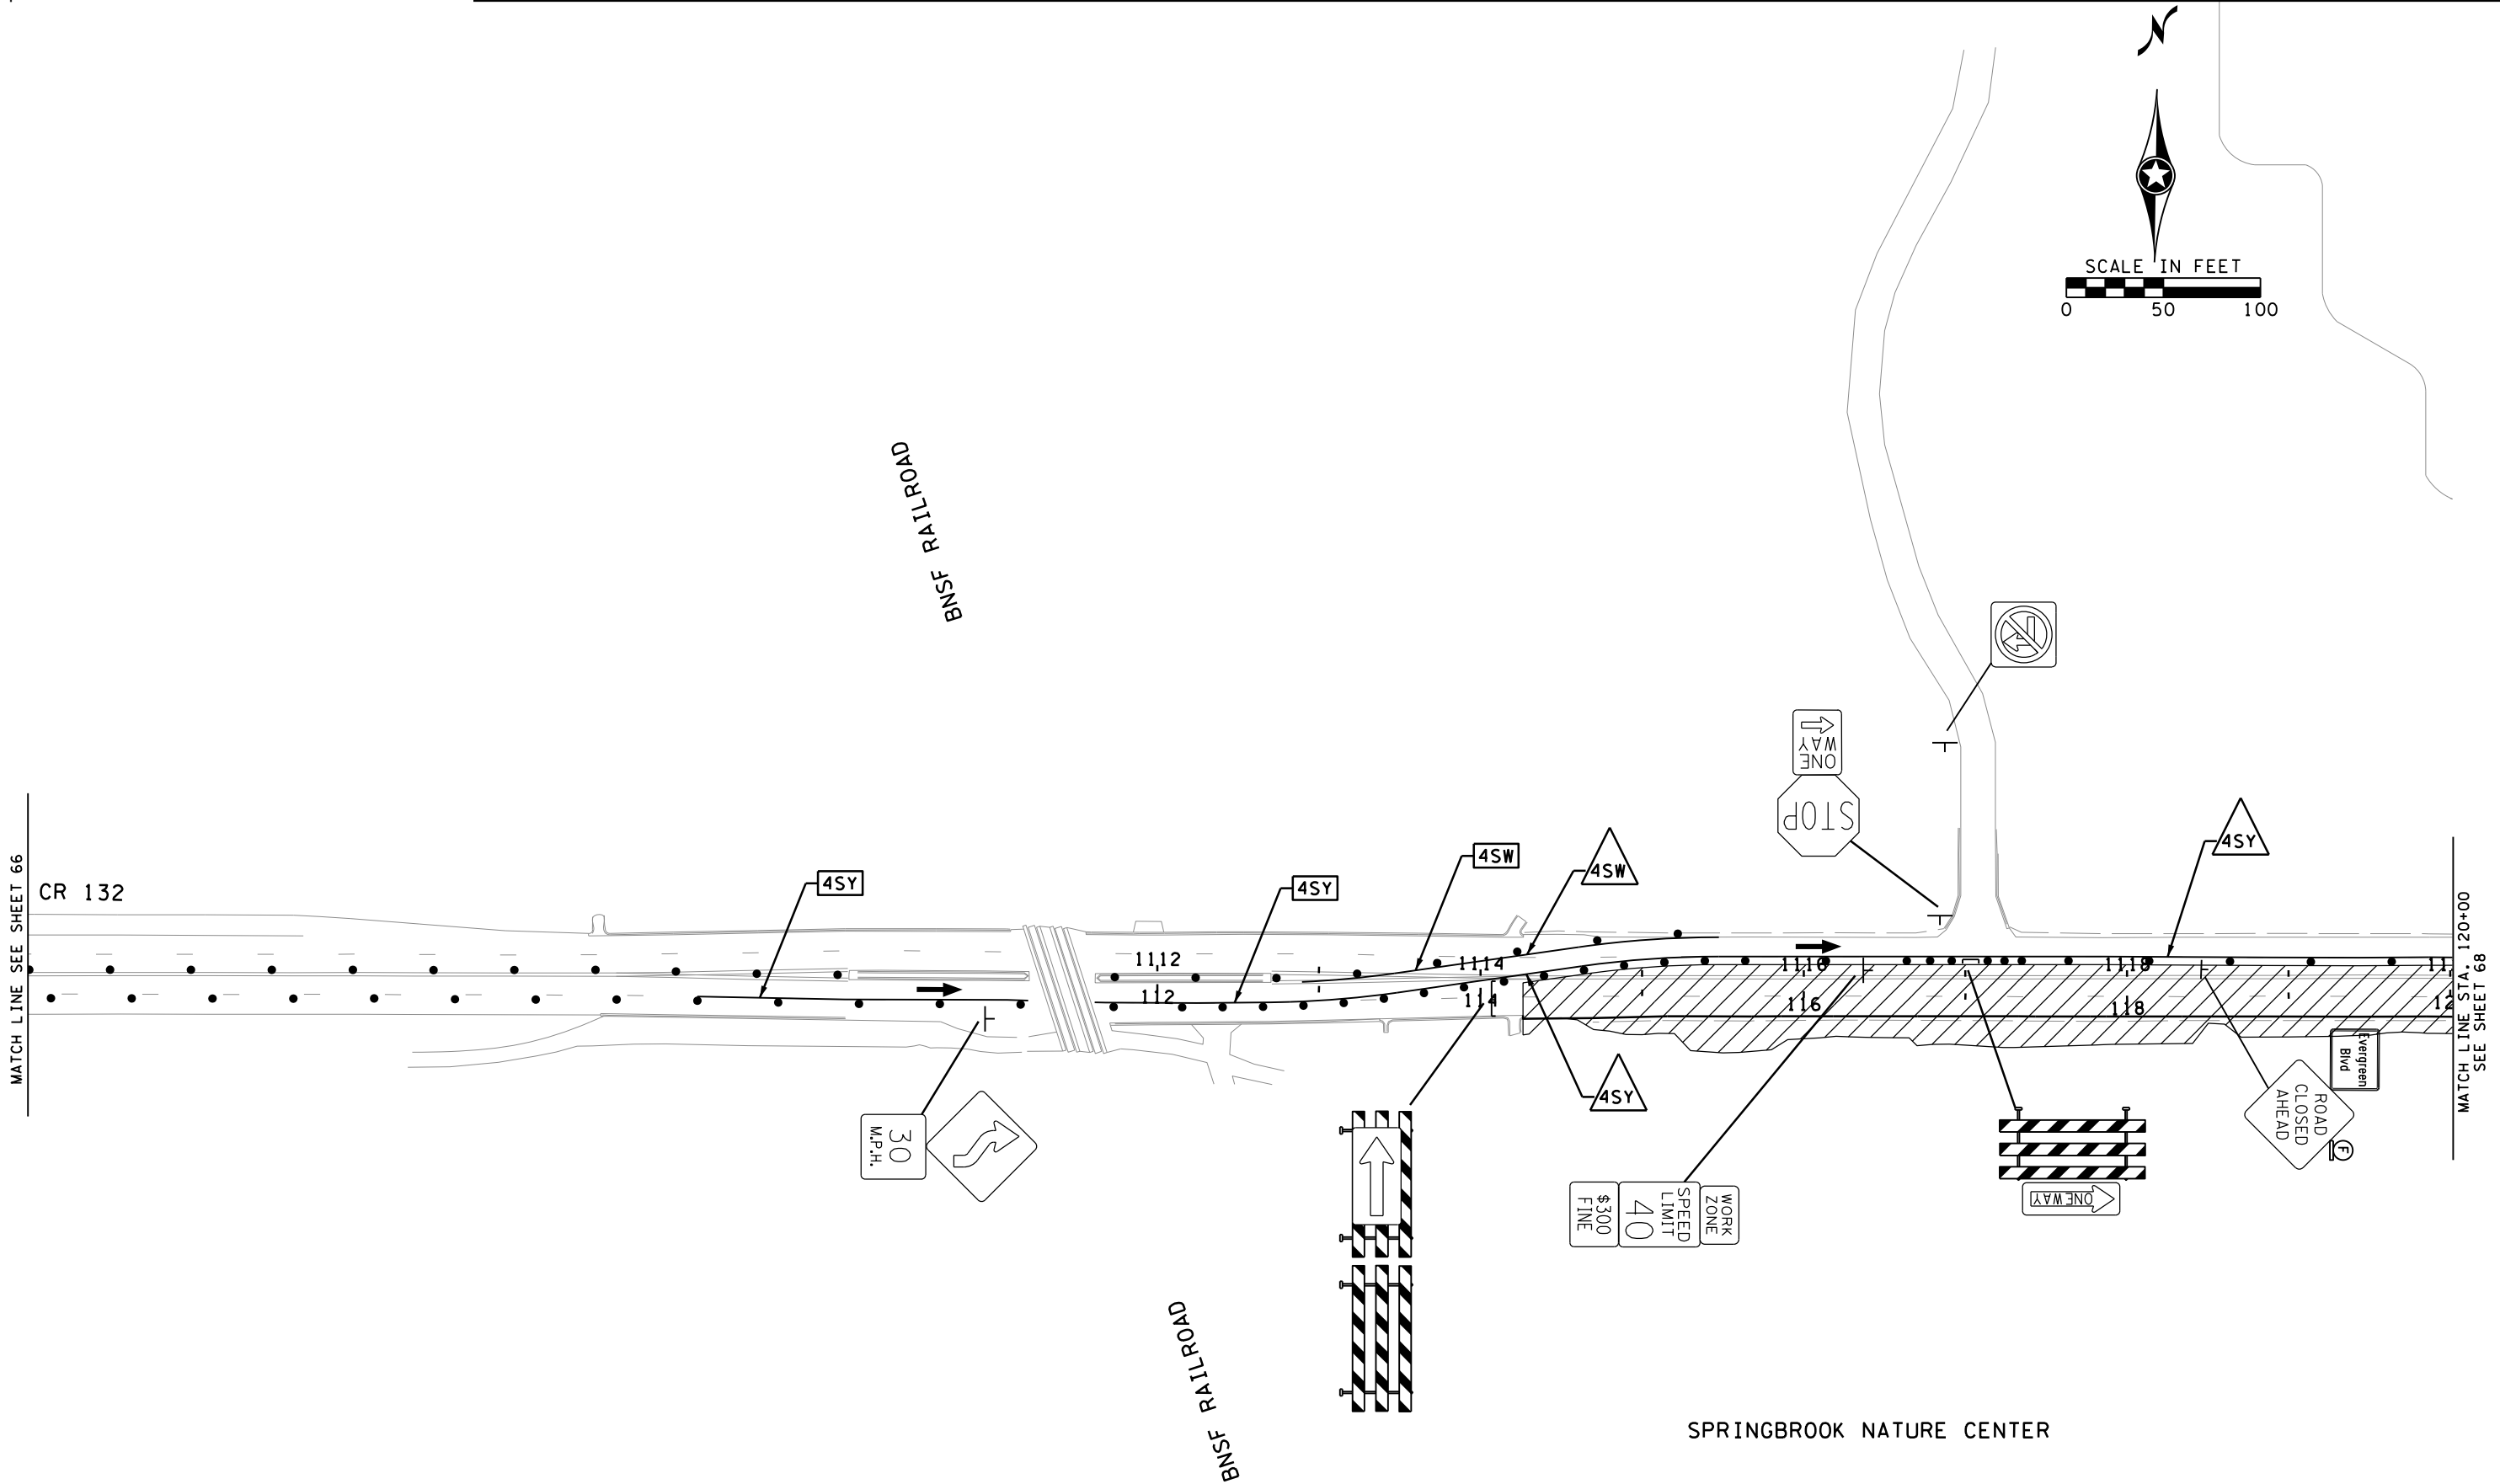 N
SCALE IN FEET
0 50 100
BNSF RAILROAD
ONE
WAY
STOP
MATCH LINE SEE SHEET 66
CR 132
4SY
4SY
4SW
4SW
4SY
4SY
1112
1114
1116
1118
11
112
114
116
118
12
MATCH LINE STA. 120+00
SEE SHEET 68
30
M.P.H.
WORK
ZONE
SPEED
LIMIT
40
$300
FINE
ONE WAY
Evergreen
Blvd
ROAD
CLOSED
AHEAD
F
BNSF RAILROAD
SPRINGBROOK NATURE CENTER